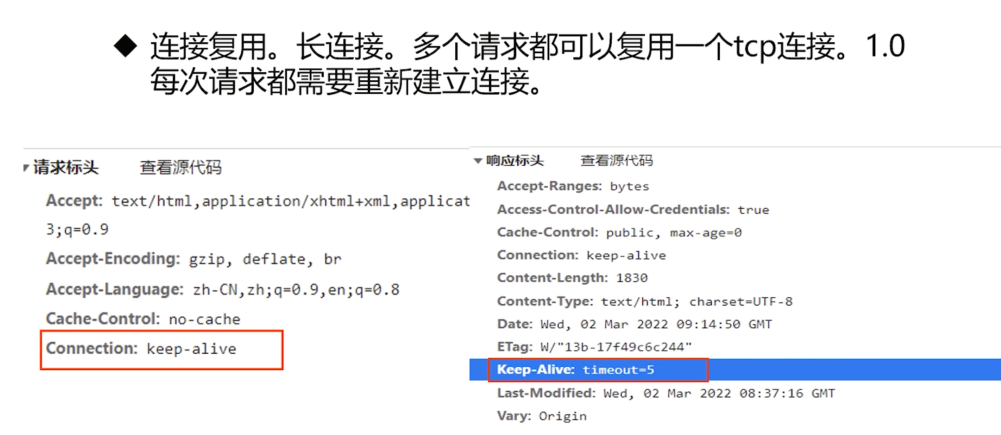 ◆ 连接复用。长连接。多个请求都可以复用一个tcp连接。1.0
每次请求都需要重新建立连接。
请求标头 查看源代码
Accept: text/html,application/xhtml+xml,applicat
3;q=0.9
Accept-Encoding: gzip, deflate, br
Accept-Language: zh-CN,zh;q=0.9,en;q=0.8
Cache-Control: no-cache
Connection: keep-alive
响应标头 查看源代码
Accept-Ranges: bytes
Access-Control-Allow-Credentials: true
Cache-Control: public, max-age=0
Connection: keep-alive
Content-Length: 1830
Content-Type: text/html; charset=UTF-8
Date: Wed, 02 Mar 2022 09:14:50 GMT
ETag: W/"13b-17f49c6c244"
Keep-Alive: timeout=5
Last-Modified: Wed, 02 Mar 2022 08:37:16 GMT
Vary: Origin